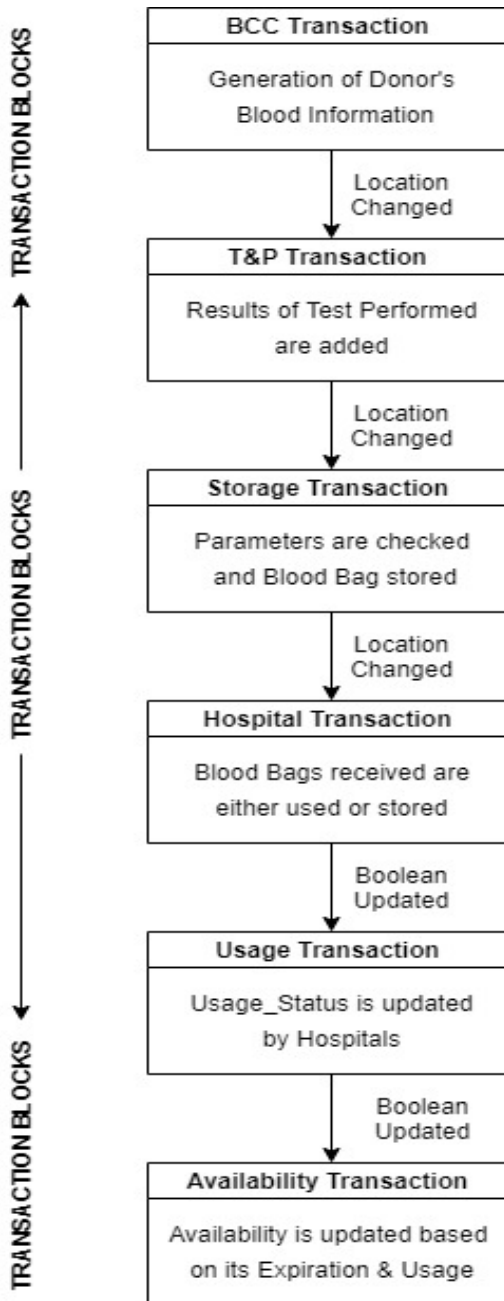 TRANSACTION BLOCKS
TRANSACTION BLOCKS
TRANSACTION BLOCKS
BCC Transaction
Generation of Donor's
Blood Information
Location
Changed
T&P Transaction
Results of Test Performed
are added
Location
Changed
Storage Transaction
Parameters are checked
and Blood Bag stored
Location
Changed
Hospital Transaction
Blood Bags received are
either used or stored
Boolean
Updated
Usage Transaction
Usage_Status is updated
by Hospitals
Boolean
Updated
Availability Transaction
Availability is updated based
on its Expiration & Usage